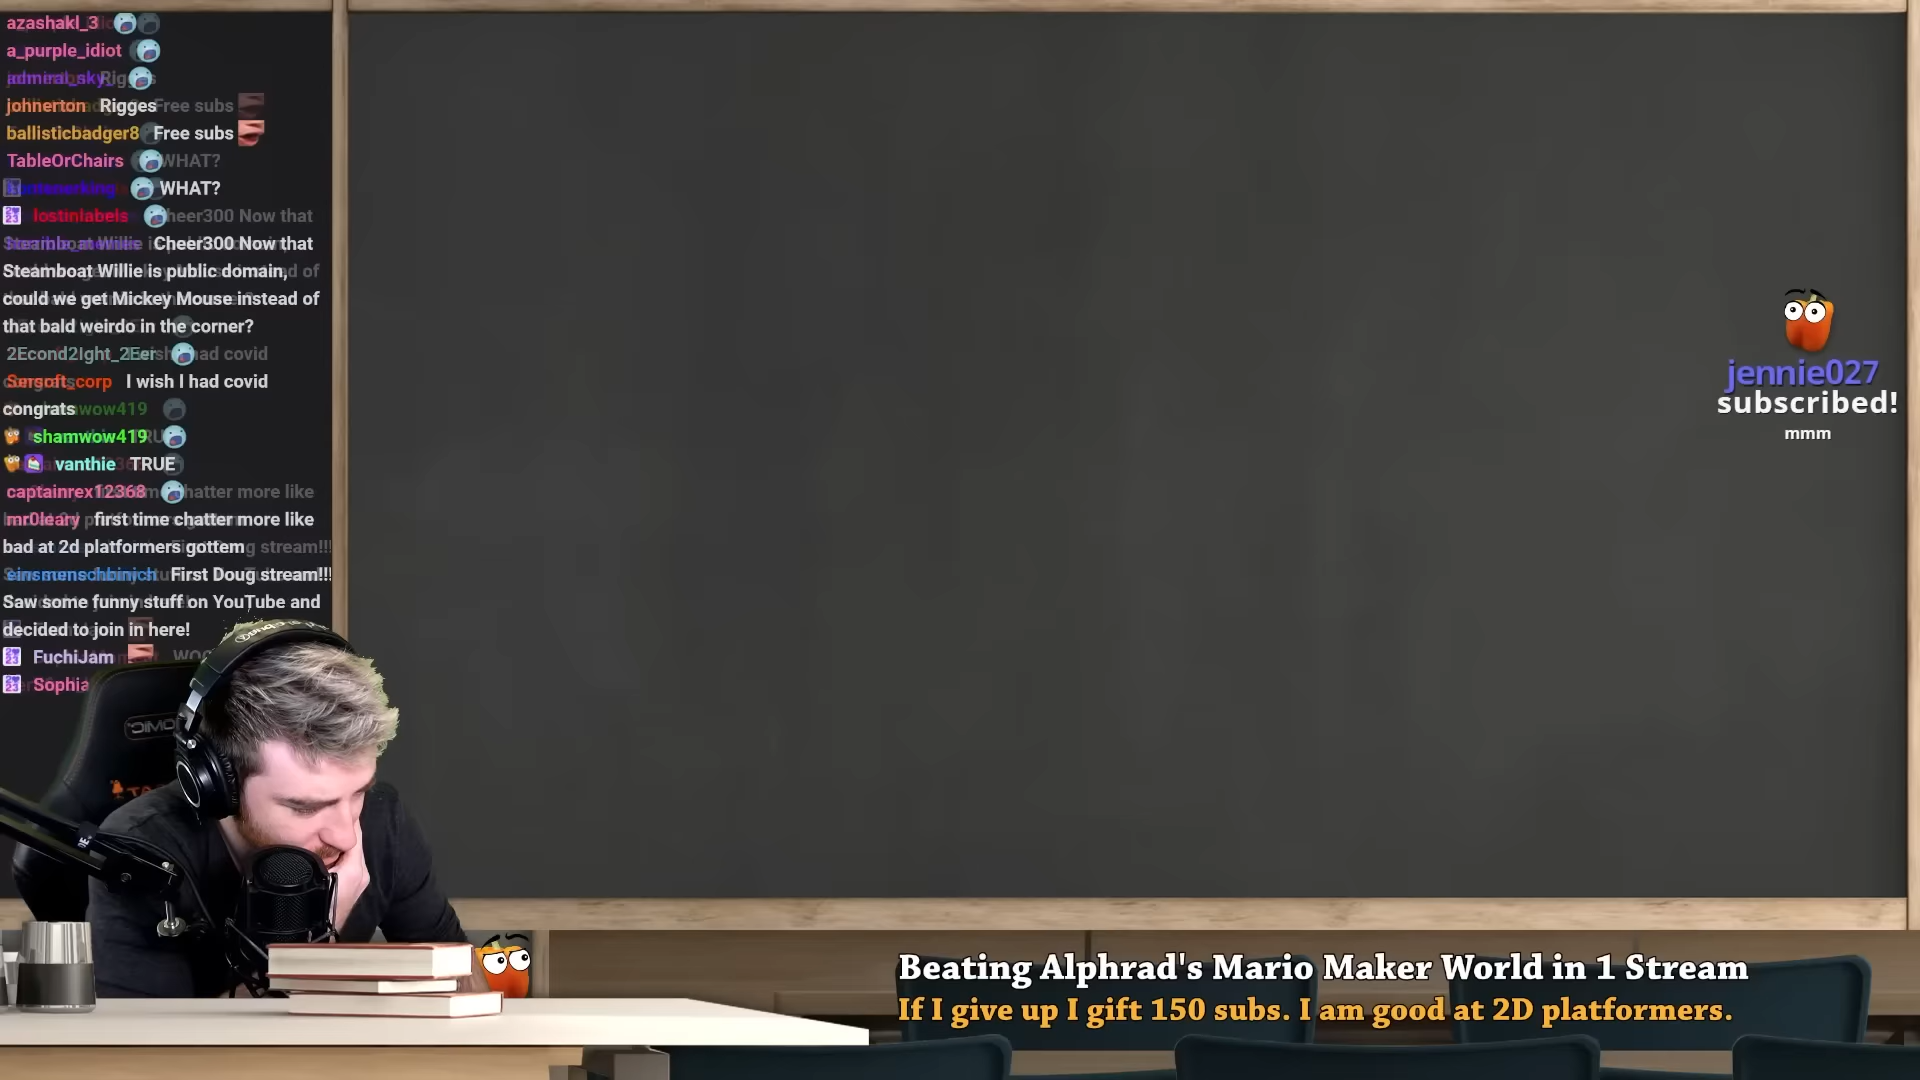 azashakl_3
a_purple_idiot
admiral_sky
johnerton Rigges
ballisticbadger8 Free subs
TableOrChairs
WHAT?
lostinlabels
Cheer300 Now that
Steamboat Willie is public domain,
could we get Mickey Mouse instead of
that bald weirdo in the corner?
2Econd2Ight_2Eer
I wish I had covid
congrats
shamwow419
vanthie TRUE
captainrex12368
mr0leary first time chatter more like
bad at 2d platformers gottem
einsmenschbinich First Doug stream!!!
Saw some funny stuff on YouTube and
decided to join in here!
FuchiJam
Sophia
jennie027
subscribed!
mmm
Beating Alphrad's Mario Maker World in 1 Stream
If I give up I gift 150 subs. I am good at 2D platformers.